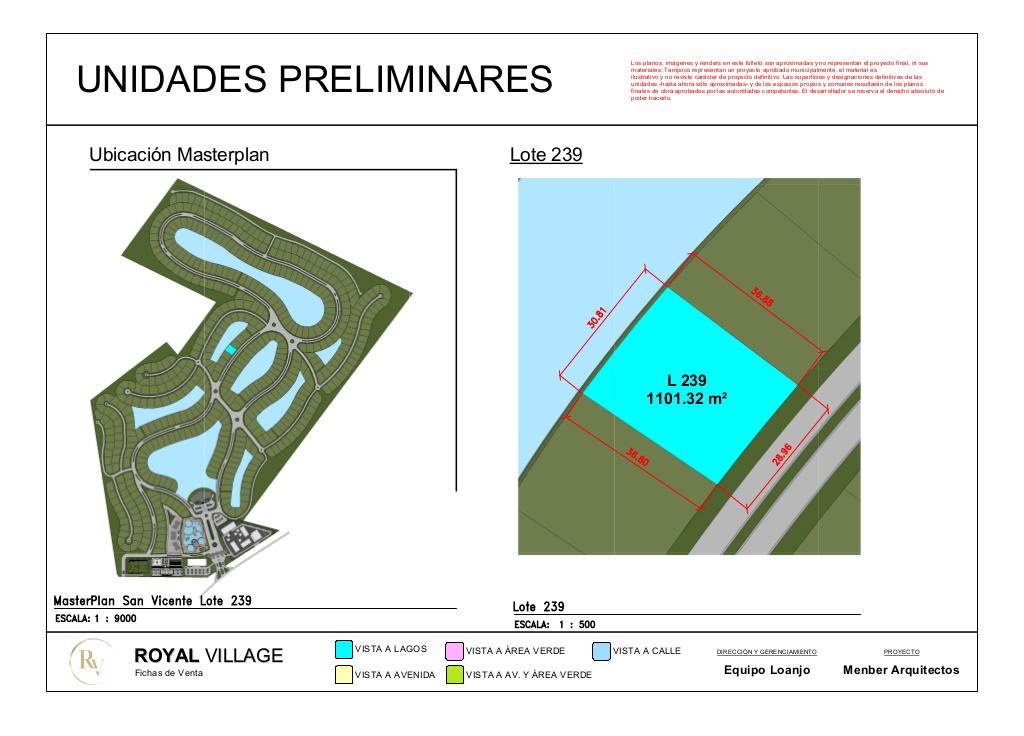 UNIDADES PRELIMINARES
Los planos, imágenes y renders en este folleto son aproximadas y no representan el proyecto final, ni sus
materiales. Tampoco representan un proyecto aprobado municipalmente, el material es
ilustrativo y no reviste carácter de proyecto definitivo. Las superficies y designaciones definitivas de las
unidades -hasta ahora sólo aproximadas- y de los espacios propios y comunes resultarán de los planos
finales de obra aprobados por las autoridades competentes. El desarrollador se reserva el derecho absoluto de
poder hacerlo.
Ubicación Masterplan
Lote 239
30.81
36.88
L 239
1101.32 m²
36.80
28.96
MasterPlan San Vicente Lote 239
ESCALA: 1 : 9000
Lote 239
ESCALA: 1 : 500
RV
ROYAL VILLAGE
Fichas de Venta
VISTA A LAGOS
VISTA A ÁREA VERDE
VISTA A CALLE
VISTA A AVENIDA
VISTA A AV. Y ÁREA VERDE
DIRECCIÓN Y GERENCIAMIENTO
Equipo Loanjo
PROYECTO
Menber Arquitectos